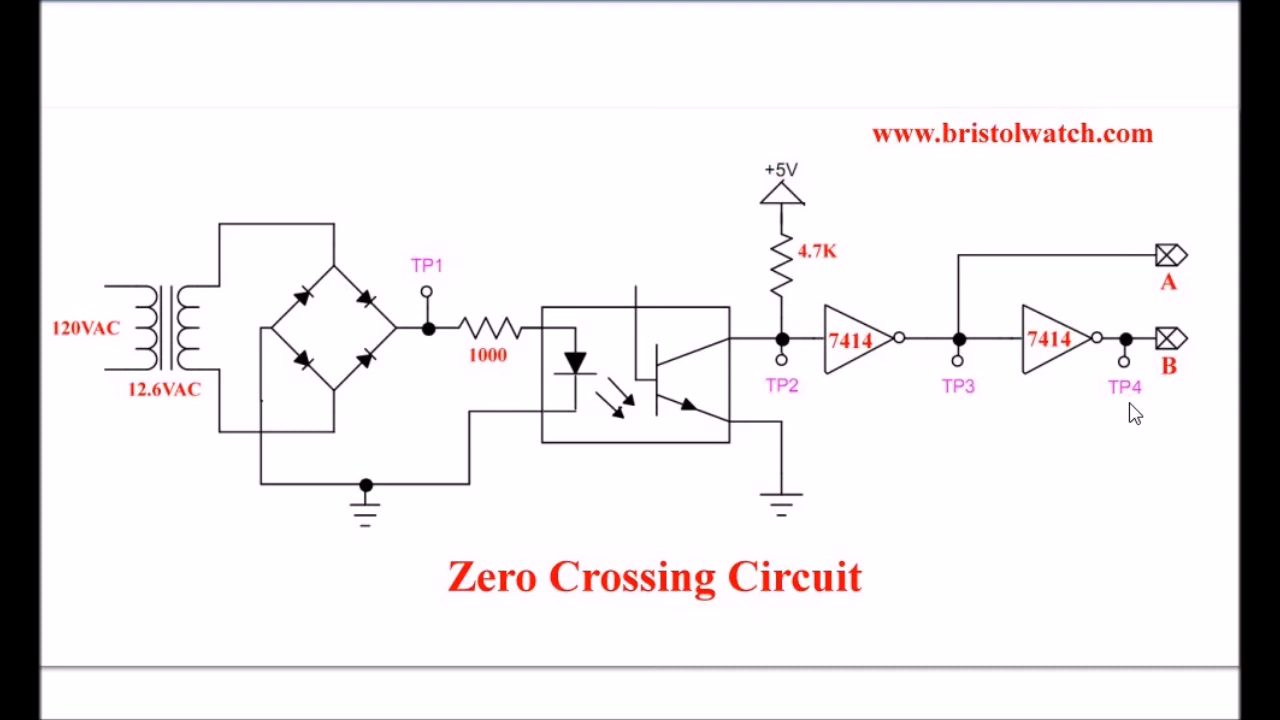 www.bristolwatch.com
+5V
4.7K
TP1
A
120VAC
1000
7414
7414
B
12.6VAC
TP2
TP3
TP4
Zero Crossing Circuit